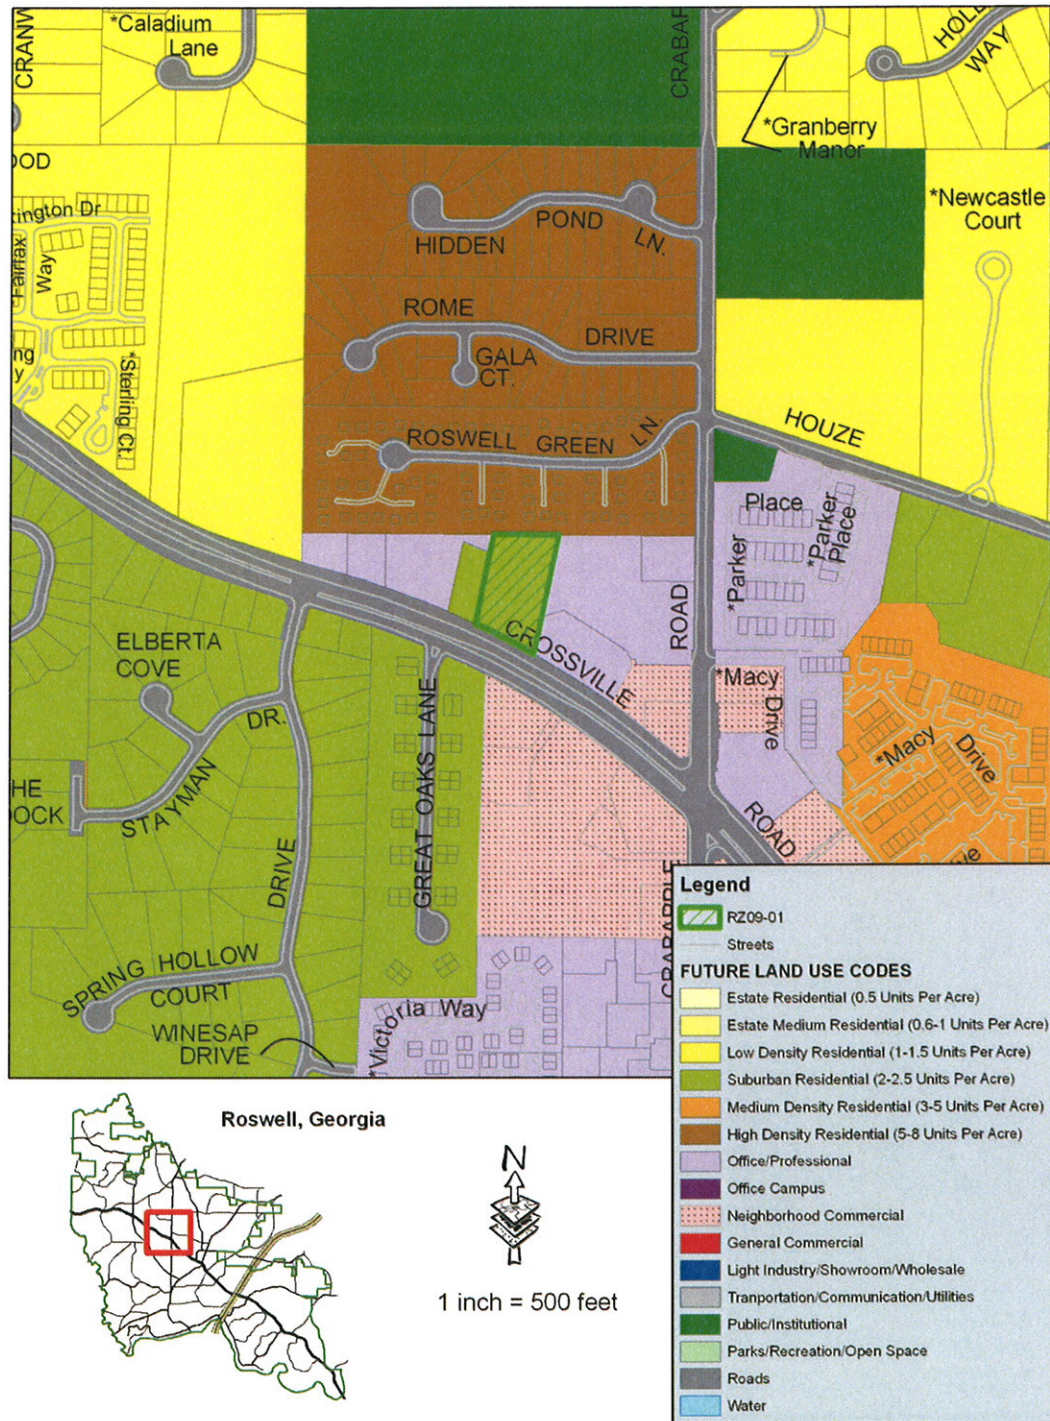 *Caladium
Lane
CRANW
CRABAP
HOLL
WAY
*Granberry
Manor
OOD
rington Dr
Fairfax
Way
*Newcastle
Court
HIDDEN POND LN.
ROME DRIVE
GALA
CT.
ng
y
*Sterling Ct.
ROSWELL GREEN LN.
HOUZE
Place
*Parker
Place
*Parker
ROAD
CROSSVILLE
ELBERTA
COVE
*Macy
Drive
DR.
STAYMAN
HE
DOCK
GREAT OAKS LANE
*Macy Drive
ROAD
DRIVE
CRABAPPLE
SPRING HOLLOW
COURT
WINESAP
DRIVE
*Victoria Way
Legend
RZ09-01
Streets
FUTURE LAND USE CODES
Estate Residential (0.5 Units Per Acre)
Estate Medium Residential (0.6-1 Units Per Acre)
Low Density Residential (1-1.5 Units Per Acre)
Suburban Residential (2-2.5 Units Per Acre)
Medium Density Residential (3-5 Units Per Acre)
High Density Residential (5-8 Units Per Acre)
Office/Professional
Office Campus
Neighborhood Commercial
General Commercial
Light Industry/Showroom/Wholesale
Tranportation/Communication/Utilities
Public/Institutional
Parks/Recreation/Open Space
Roads
Water
Roswell, Georgia
N
1 inch = 500 feet